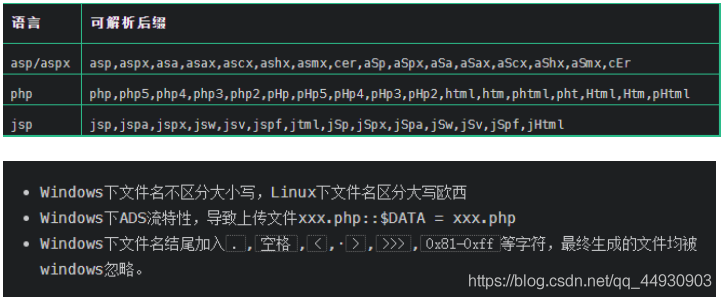 语言 可解析后缀
asp/aspx asp,aspx,asa,asax,ascx,ashx,asmx,cer,aSp,aSpx,aSa,aSax,aScx,aShx,aSmx,cEr
php php,php5,php4,php3,php2,pHp,pHp5,pHp4,pHp3,pHp2,html,htm,phtml,pht,Html,Htm,pHtml
jsp jsp,jspa,jspx,jsw,jsv,jspf,jtml,jSp,jSpx,jSpa,jSw,jSv,jSpf,jHtml
• Windows下文件名不区分大小写，Linux下文件名区分大写欧西
• Windows下ADS流特性，导致上传文件xxx.php::$DATA = xxx.php
• Windows下文件名结尾加入.,空格,<,·>,>>>,0x81-0xff等字符，最终生成的文件均被
windows忽略。
https://blog.csdn.net/qq_44930903